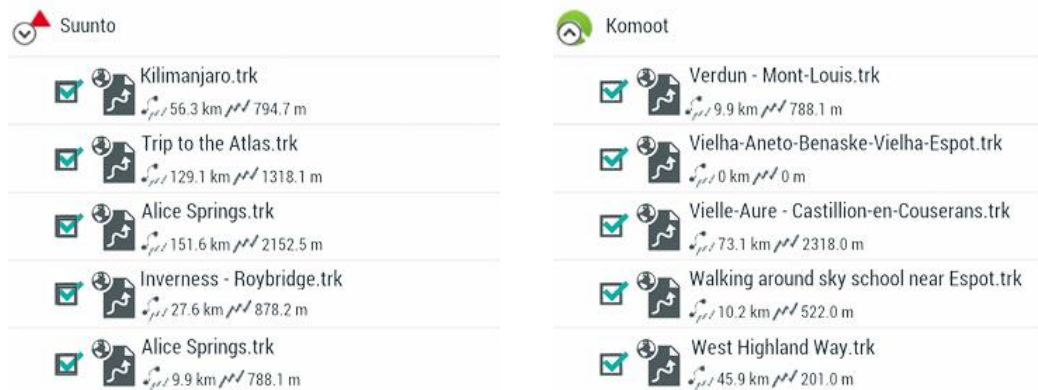 Suunto
Kilimanjaro.trk
56.3 km 794.7 m
Trip to the Atlas.trk
129.1 km 1318.1 m
Alice Springs.trk
151.6 km 2152.5 m
Inverness - Roybridge.trk
27.6 km 878.2 m
Alice Springs.trk
9.9 km 788.1 m
Komoot
Verdun - Mont-Louis.trk
9.9 km 788.1 m
Vielha-Aneto-Benaske-Vielha-Espot.trk
0 km 0 m
Vielle-Aure - Castillion-en-Couserans.trk
73.1 km 2318.0 m
Walking around sky school near Espot.trk
10.2 km 522.0 m
West Highland Way.trk
45.9 km 201.0 m